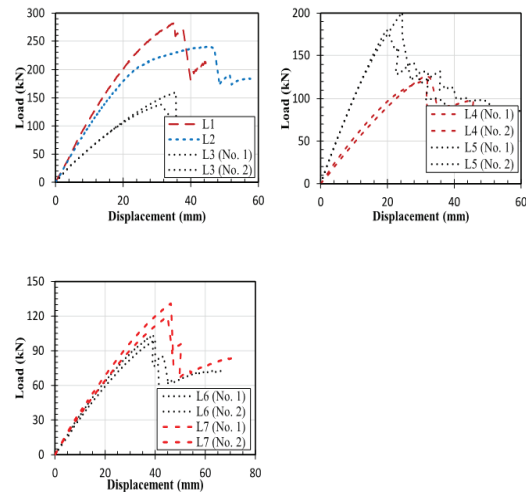 300
250
200
150
100
50
0
Load (kN)
L1
L2
L3 (No. 1)
L3 (No. 2)
0 20 40 60
Displacement (mm)
200
150
100
50
0
Load (kN)
L4 (No. 1)
L4 (No. 2)
L5 (No. 1)
L5 (No. 2)
0 20 40 60
Displacement (mm)
150
120
90
60
30
0
Load (kN)
L6 (No. 1)
L6 (No. 2)
L7 (No. 1)
L7 (No. 2)
0 20 40 60 80
Displacement (mm)